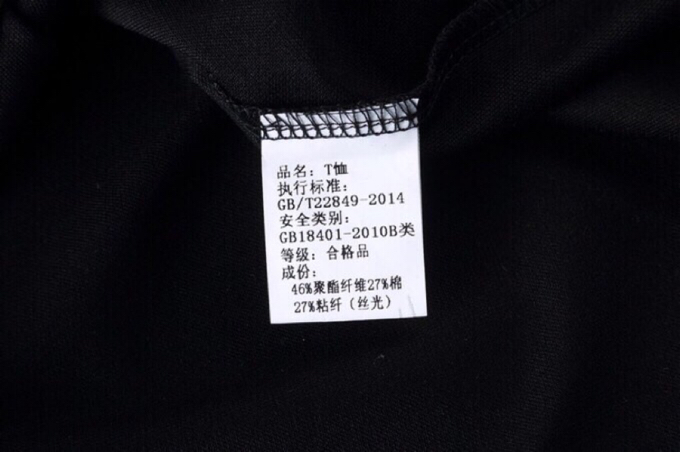 品名：T恤
执行标准：
GB/T22849-2014
安全类别：
GB18401-2010B类
等级：合格品
成份：
46%聚酯纤维27%棉
27%粘纤（丝光）